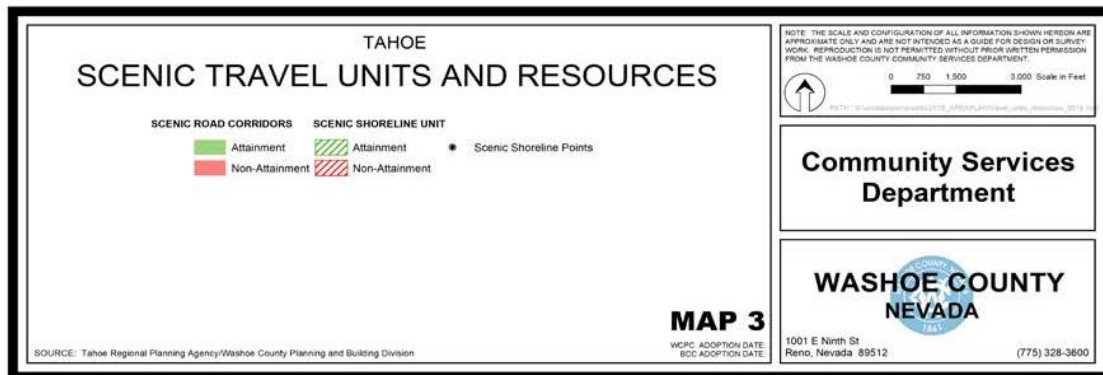 TAHOE
SCENIC TRAVEL UNITS AND RESOURCES
SCENIC ROAD CORRIDORS SCENIC SHORELINE UNIT
Attainment Attainment Scenic Shoreline Points
Non-Attainment Non-Attainment
MAP 3
SOURCE: Tahoe Regional Planning Agency/Washoe County Planning and Building Division
WCPC ADOPTION DATE:
BCC ADOPTION DATE:
NOTE: THE SCALE AND CONFIGURATION OF ALL INFORMATION SHOWN HEREON ARE
APPROXIMATE ONLY AND ARE NOT INTENDED AS A GUIDE FOR DESIGN OR SURVEY
WORK. REPRODUCTION IS NOT PERMITTED WITHOUT PRIOR WRITTEN PERMISSION
FROM THE WASHOE COUNTY COMMUNITY SERVICES DEPARTMENT.
0 750 1,500 3,000 Scale in Feet
PATH :
Community Services
Department
WASHOE COUNTY
NEVADA
1861
1001 E Ninth St
Reno, Nevada 89512
(775) 328-3600